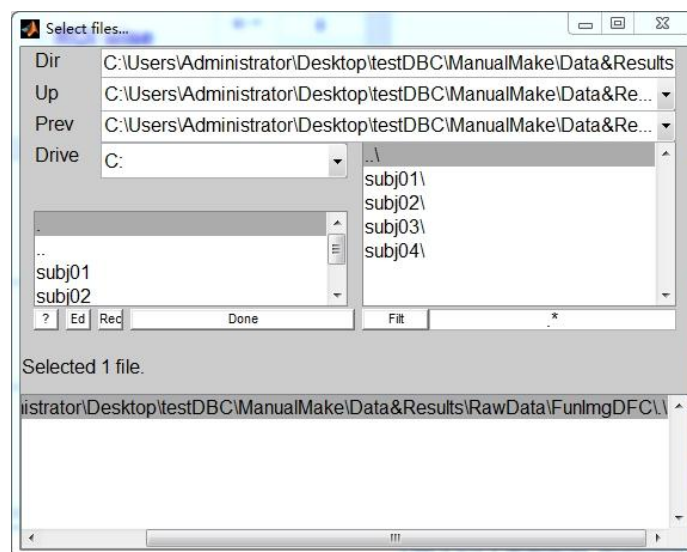 Select files...
Dir C:\Users\Administrator\Desktop\testDBC\ManualMake\Data&Results
Up C:\Users\Administrator\Desktop\testDBC\ManualMake\Data&Re...
Prev C:\Users\Administrator\Desktop\testDBC\ManualMake\Data&Re...
Drive C:
..\
subj01\
subj02\
subj03\
subj04\
.
..
subj01
subj02
? Ed Rec Done Filt .*
Selected 1 file.
istrator\Desktop\testDBC\ManualMake\Data&Results\RawData\FunImgDFC\.\